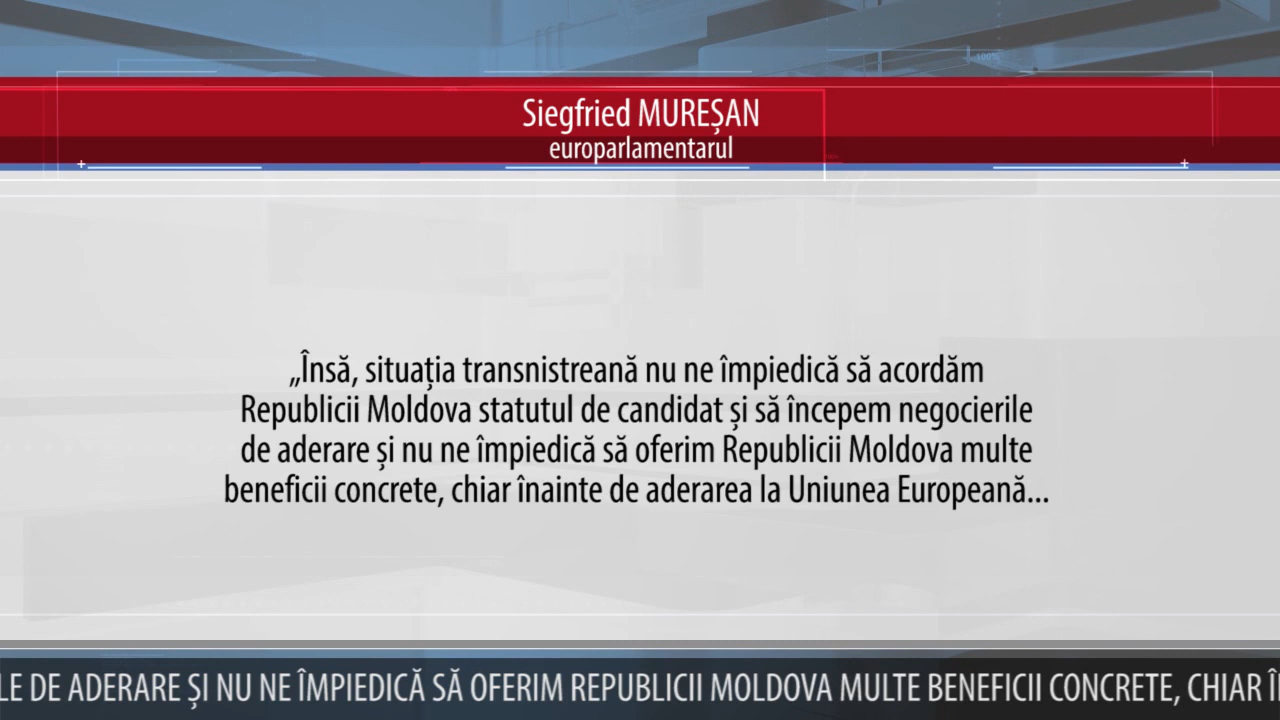 Siegfried MUREȘAN
europarlamentarul
„Însă, situația transnistreană nu ne împiedică să acordăm
Republicii Moldova statutul de candidat și să începem negocierile
de aderare și nu ne împiedică să oferim Republicii Moldova multe
beneficii concrete, chiar înainte de aderarea la Uniunea Europeană...
DE ADERARE ȘI NU NE ÎMPIEDICĂ SĂ OFERIM REPUBLICII MOLDOVA MULTE BENEFICII CONCRETE, CHIAR